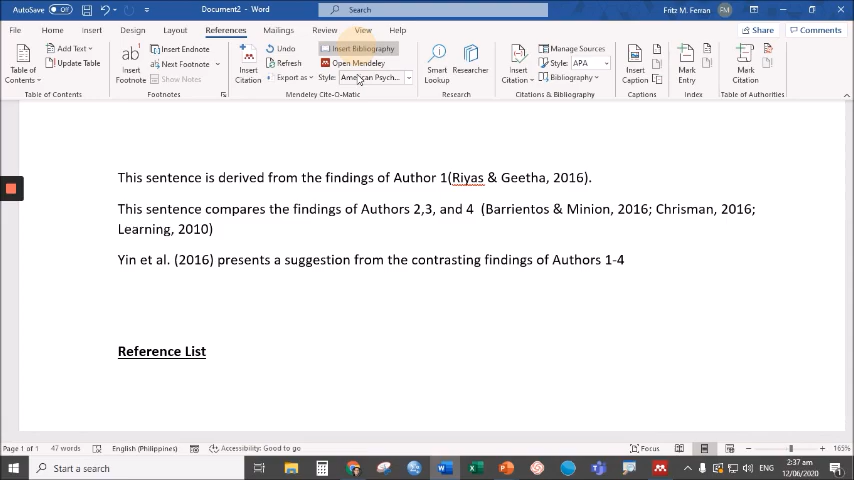 AutoSave Off Document2 - Word Search Fritz M. Ferran FM
File Home Insert Design Layout References Mailings Review View Help Share Comments
Table of Contents
Add Text
Update Table
Table of Contents
ab
Insert Footnote
Insert Endnote
Next Footnote
Show Notes
Footnotes
Insert Citation
Undo
Refresh
Export as
Insert Bibliography
Open Mendeley
Style: American Psych...
Mendeley Cite-O-Matic
Smart Lookup
Researcher
Research
Insert Citation
Manage Sources
Style: APA
Bibliography
Citations & Bibliography
Insert Caption
Captions
Mark Entry
Index
Mark Citation
Table of Authorities
This sentence is derived from the findings of Author 1(Riyas & Geetha, 2016).
This sentence compares the findings of Authors 2,3, and 4 (Barrientos & Minion, 2016; Chrisman, 2016;
Learning, 2010)
Yin et al. (2016) presents a suggestion from the contrasting findings of Authors 1-4
Reference List
Page 1 of 1 47 words English (Philippines) Accessibility: Good to go Focus 165%
Start a search ENG 2:37 am
12/06/2020